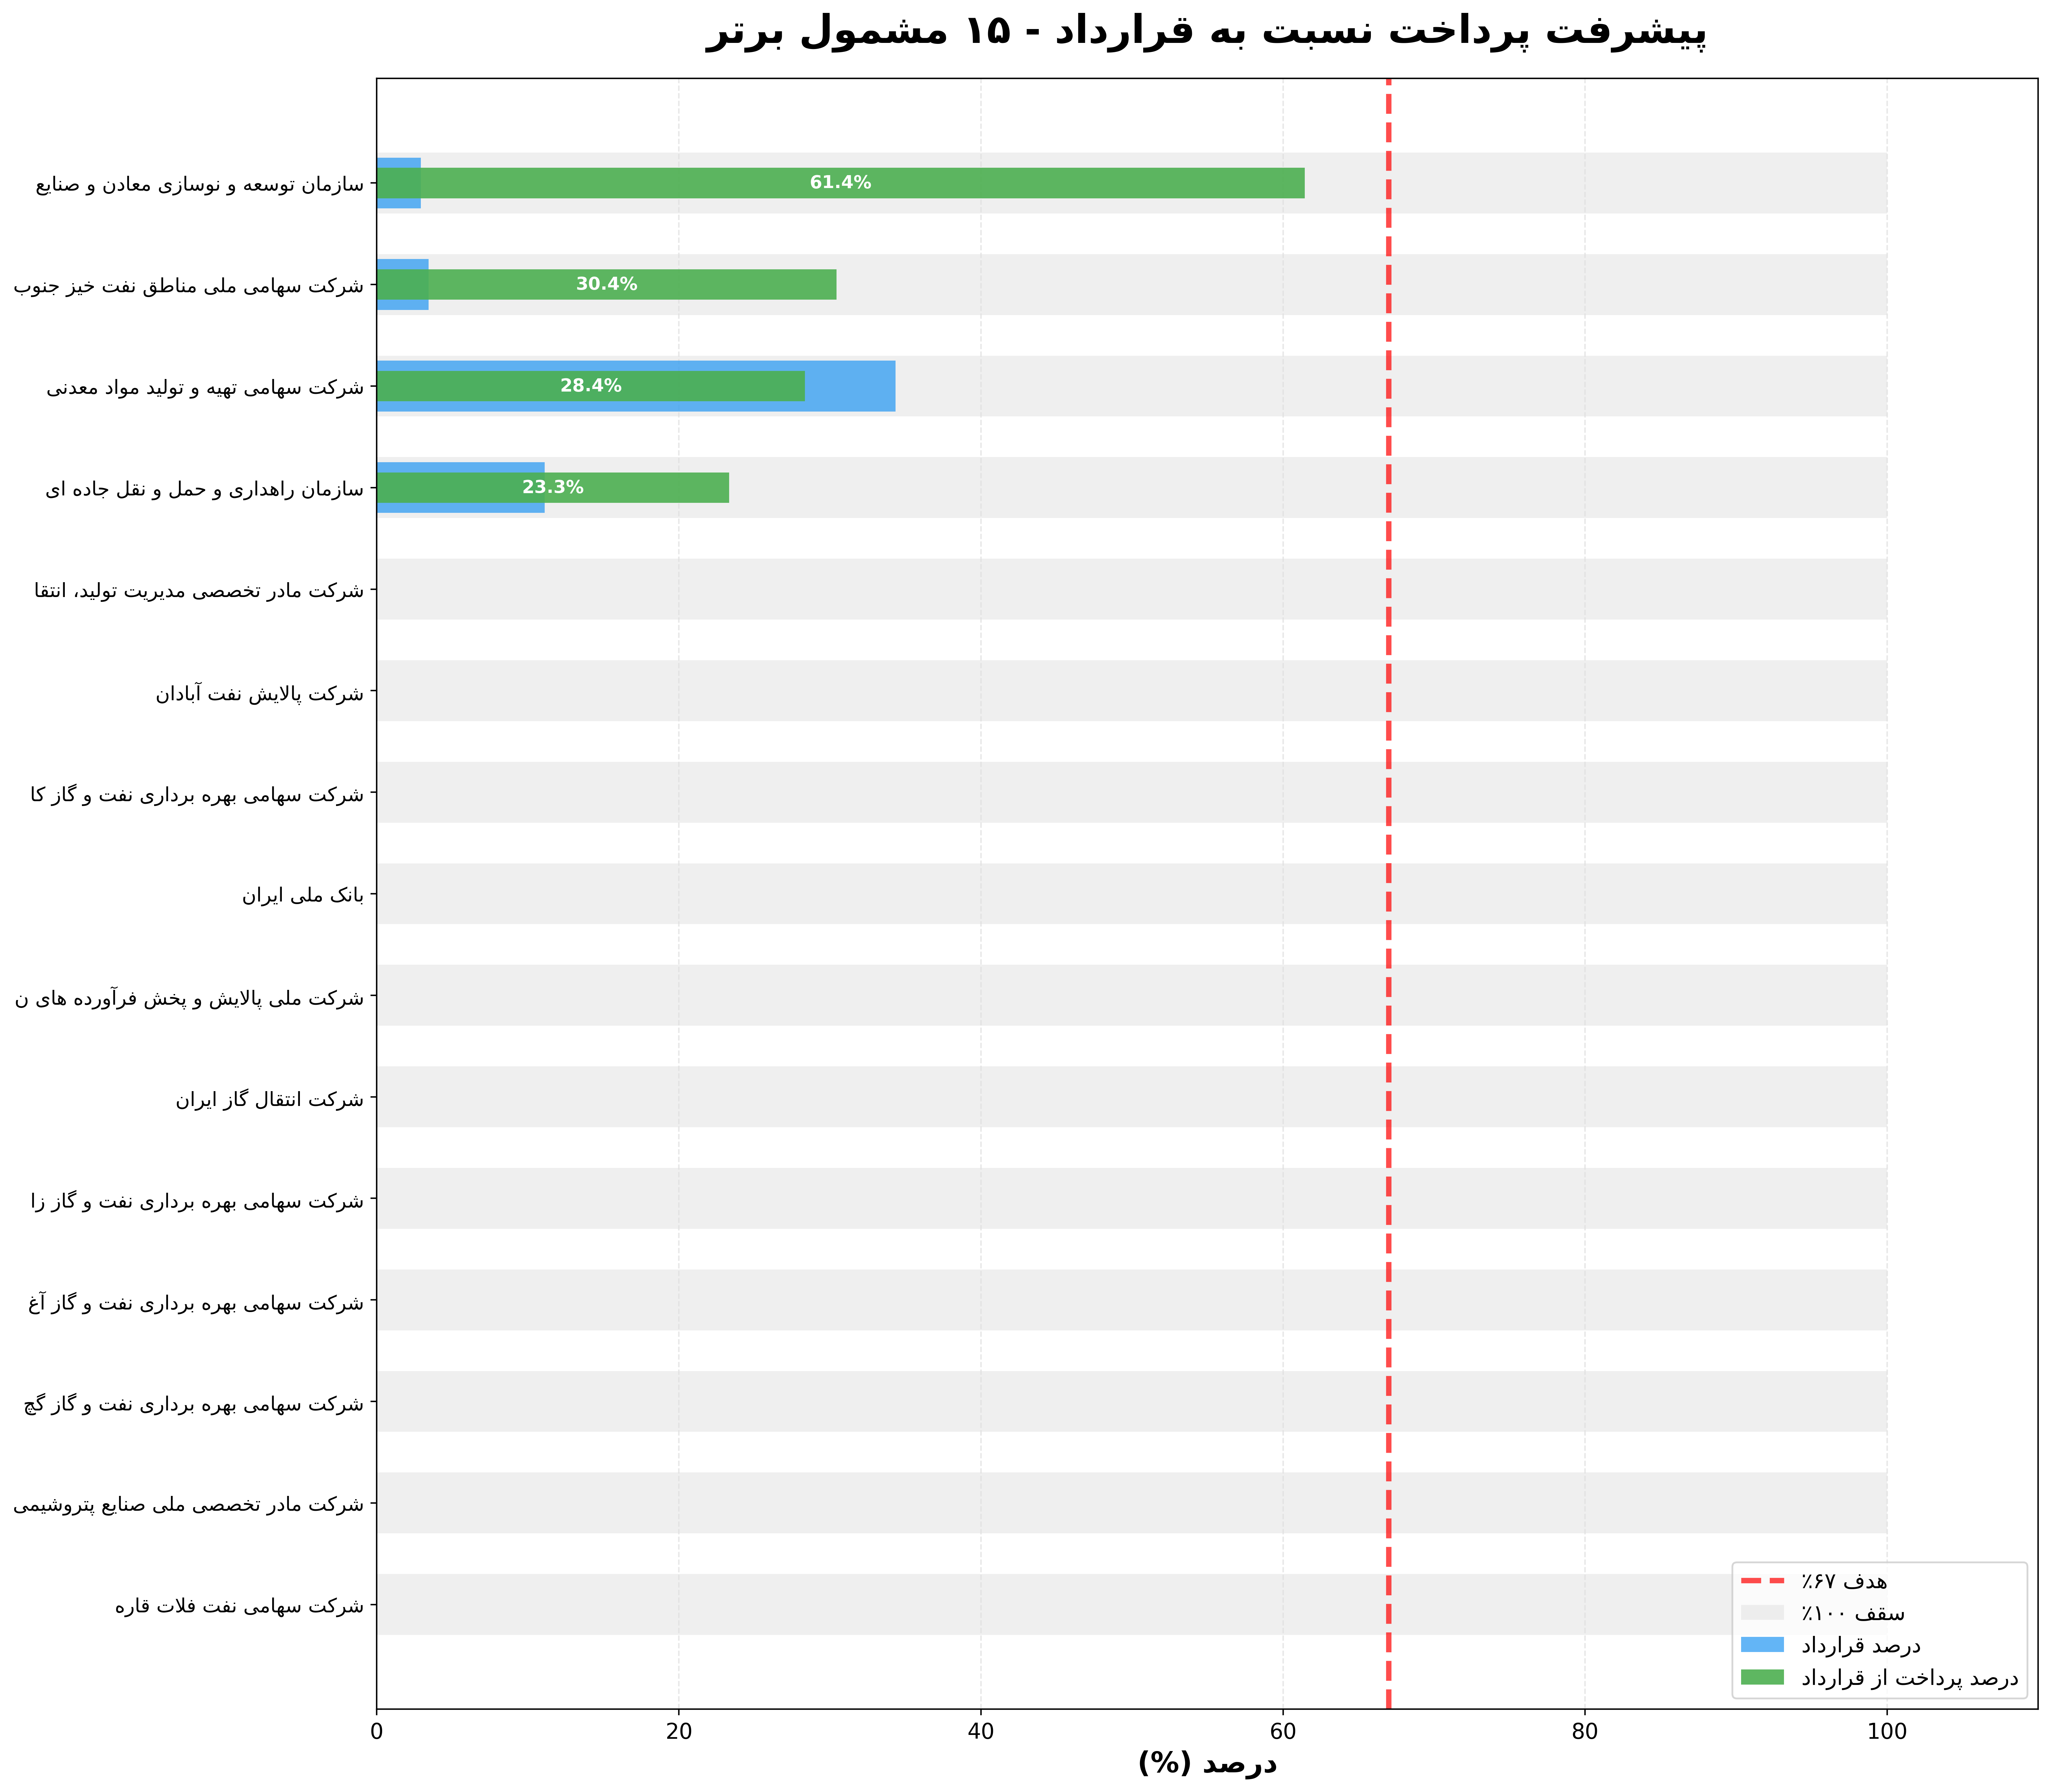 پیشرفت پرداخت نسبت به قرارداد - ۱۵ مشمول برتر
سازمان توسعه و نوسازی معادن و صنایع
61.4%
شرکت سهامی ملی مناطق نفت خیز جنوب
30.4%
شرکت سهامی تهیه و تولید مواد معدنی
28.4%
سازمان راهداری و حمل و نقل جاده ای
23.3%
شرکت مادر تخصصی مدیریت تولید، انتقا
شرکت پالایش نفت آبادان
شرکت سهامی بهره برداری نفت و گاز کا
بانک ملی ایران
شرکت ملی پالایش و پخش فرآورده های ن
شرکت انتقال گاز ایران
شرکت سهامی بهره برداری نفت و گاز زا
شرکت سهامی بهره برداری نفت و گاز آغ
شرکت سهامی بهره برداری نفت و گاز گچ
شرکت مادر تخصصی ملی صنایع پتروشیمی
شرکت سهامی نفت فلات قاره
هدف ۶۷٪
سقف ۱۰۰٪
درصد قرارداد
درصد پرداخت از قرارداد
0 20 40 60 80 100
درصد (%)